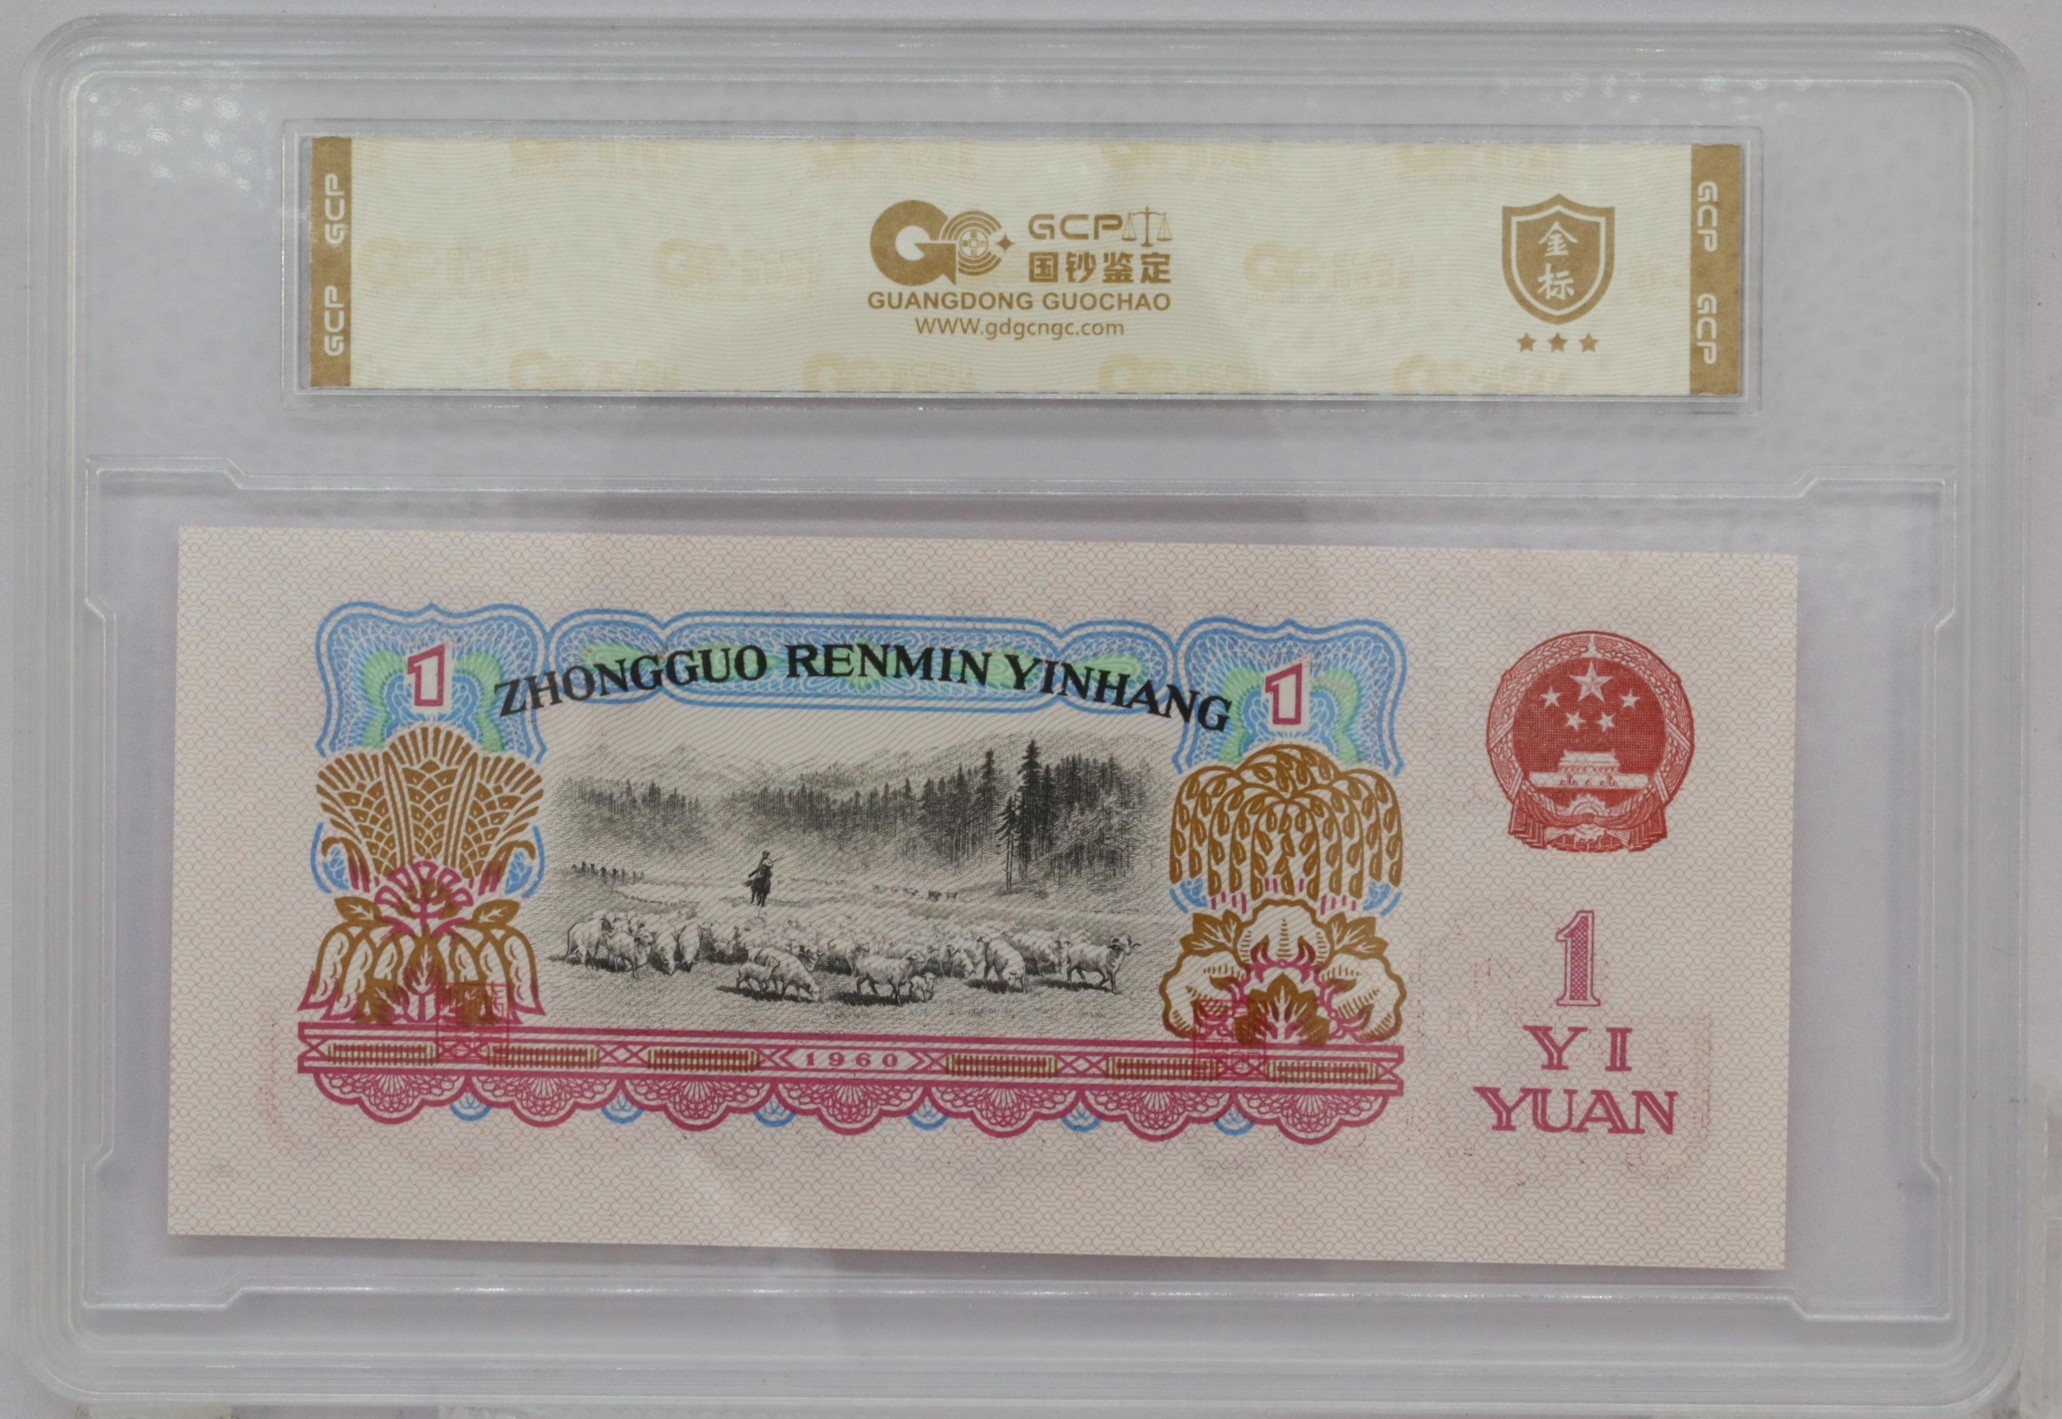 GCP
GCP
GCP
国钞鉴定
GUANGDONG GUOCHAO
WWW.gdgcngc.com
金
标
GCP
GCP
1
ZHONGGUO RENMIN YINHANG
1
1960
1
YI
YUAN